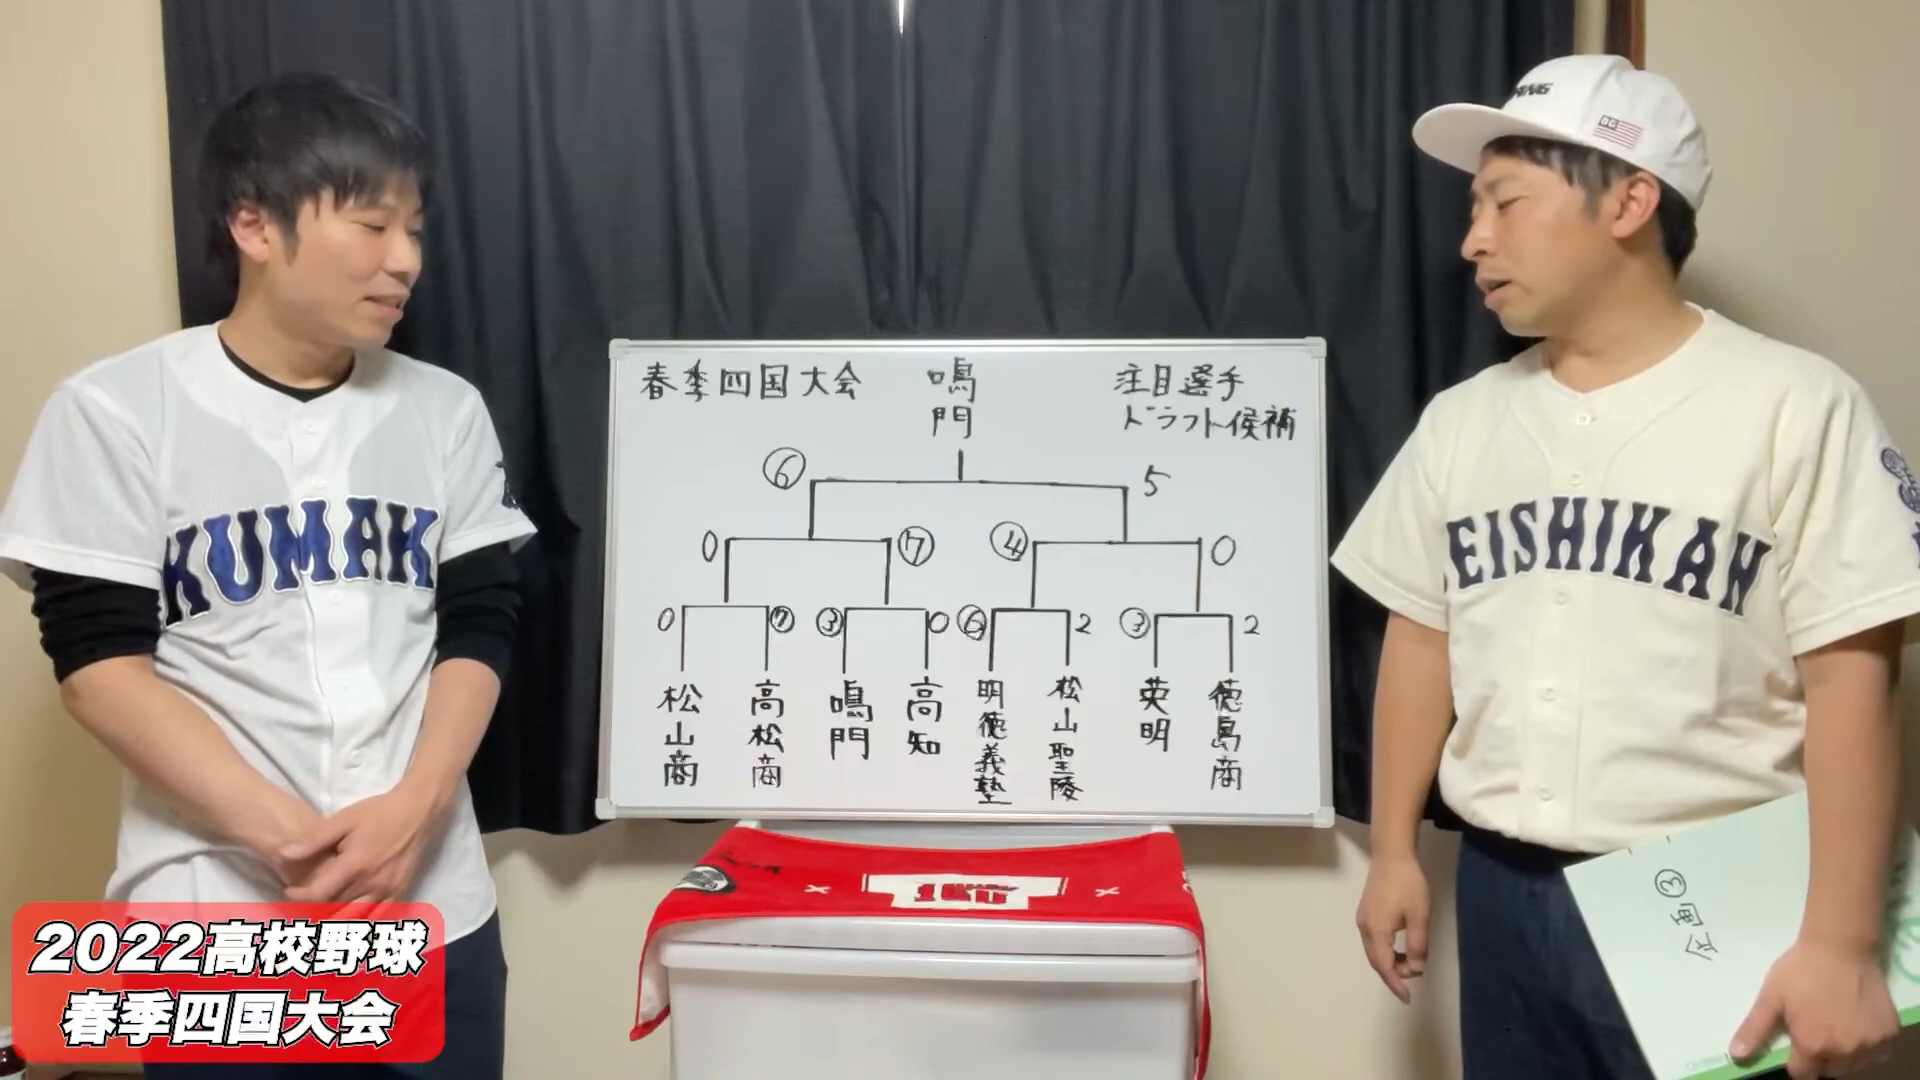 春季四国大会
鳴門
注目選手
ドラフト候補
⑥ 5
0 ⑦ ④ 0
0 ⑦ ③ 0 ⑥ 2 ③ 2
松山商
高松商
鳴門
高知
明徳義塾
松山聖陵
英明
徳島商
KUMAK
EISHIKAN
企画③
2022高校野球
春季四国大会